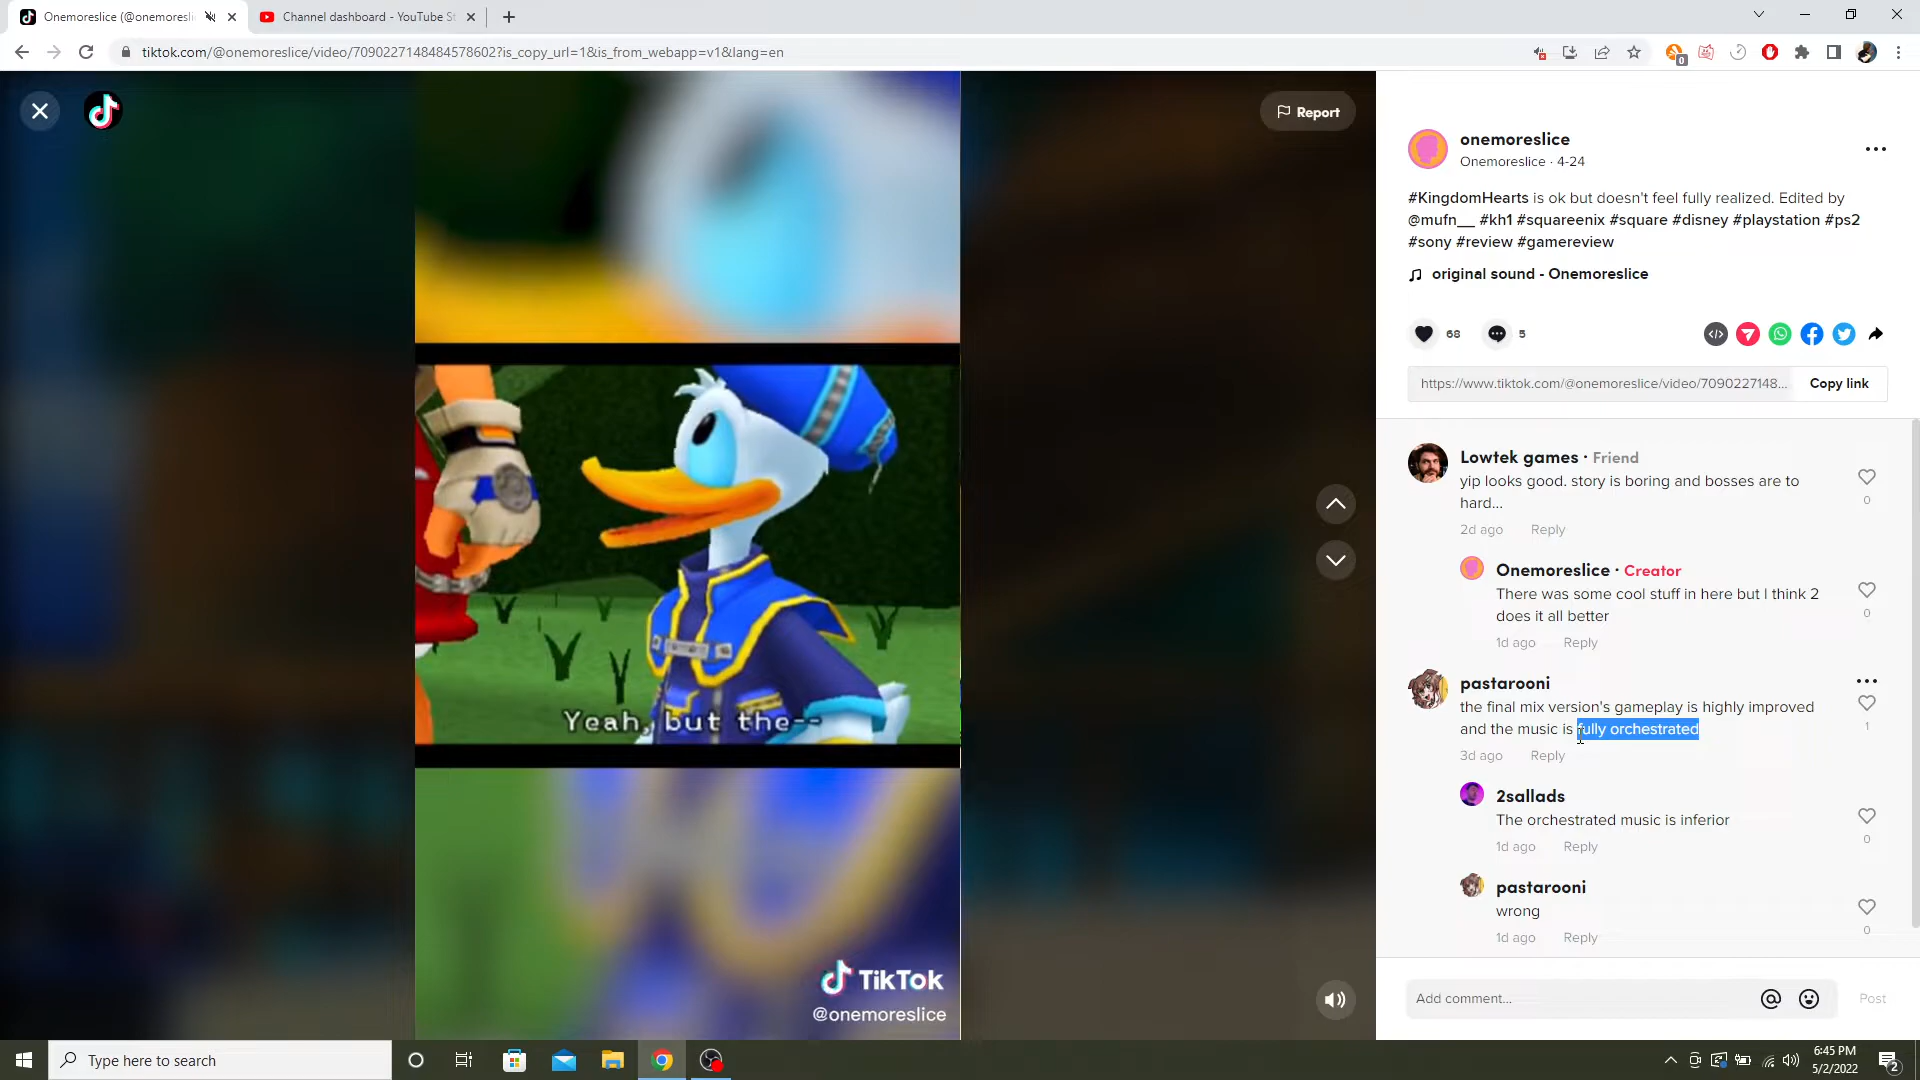 Onemoreslice (@onemoresli
Channel dashboard - YouTube St
tiktok.com/@onemoreslice/video/7090227148484578602?is_copy_url=1&is_from_webapp=v1&lang=en
0
Report
onemoreslice
Onemoreslice · 4-24
#KingdomHearts is ok but doesn't feel fully realized. Edited by
@mufn__ #kh1 #squareenix #square #disney #playstation #ps2
#sony #review #gamereview
original sound - Onemoreslice
68
5
https://www.tiktok.com/@onemoreslice/video/7090227148...
Copy link
Lowtek games · Friend
yip looks good. story is boring and bosses are to
hard...
0
2d ago Reply
Onemoreslice · Creator
There was some cool stuff in here but I think 2
does it all better
0
1d ago Reply
pastarooni
the final mix version's gameplay is highly improved
and the music is fully orchestrated
1
3d ago Reply
2sallads
The orchestrated music is inferior
0
1d ago Reply
pastarooni
wrong
0
1d ago Reply
Yeah, but the--
TikTok
@onemoreslice
Add comment...
Post
Type here to search
6:45 PM
5/2/2022
2